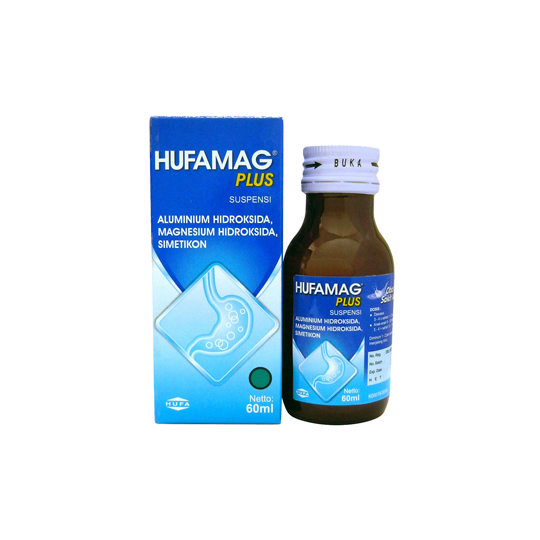 HUFAMAG®
PLUS
SUSPENSI
ALUMINIUM HIDROKSIDA,
MAGNESIUM HIDROKSIDA,
SIMETIKON
HUFA
Netto:
60ml
BUKA
HUFAMAG®
PLUS
SUSPENSI
ALUMINIUM HIDROKSIDA,
MAGNESIUM HIDROKSIDA,
SIMETIKON
Netto:
60ml